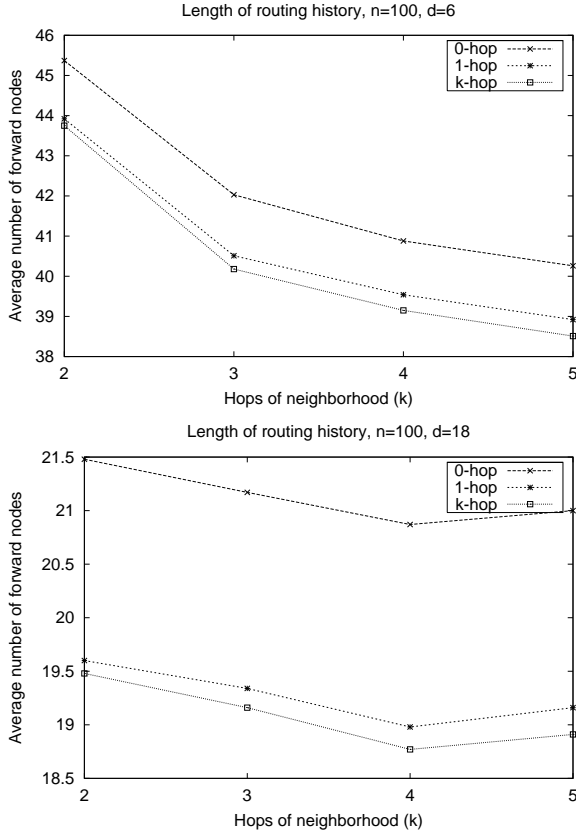 Length of routing history, n=100, d=6
46
45
44
43
42
41
40
39
38
Average number of forward nodes
0-hop
1-hop
k-hop
2
3
4
5
Hops of neighborhood (k)
Length of routing history, n=100, d=18
21.5
21
20.5
20
19.5
19
18.5
Average number of forward nodes
0-hop
1-hop
k-hop
2
3
4
5
Hops of neighborhood (k)